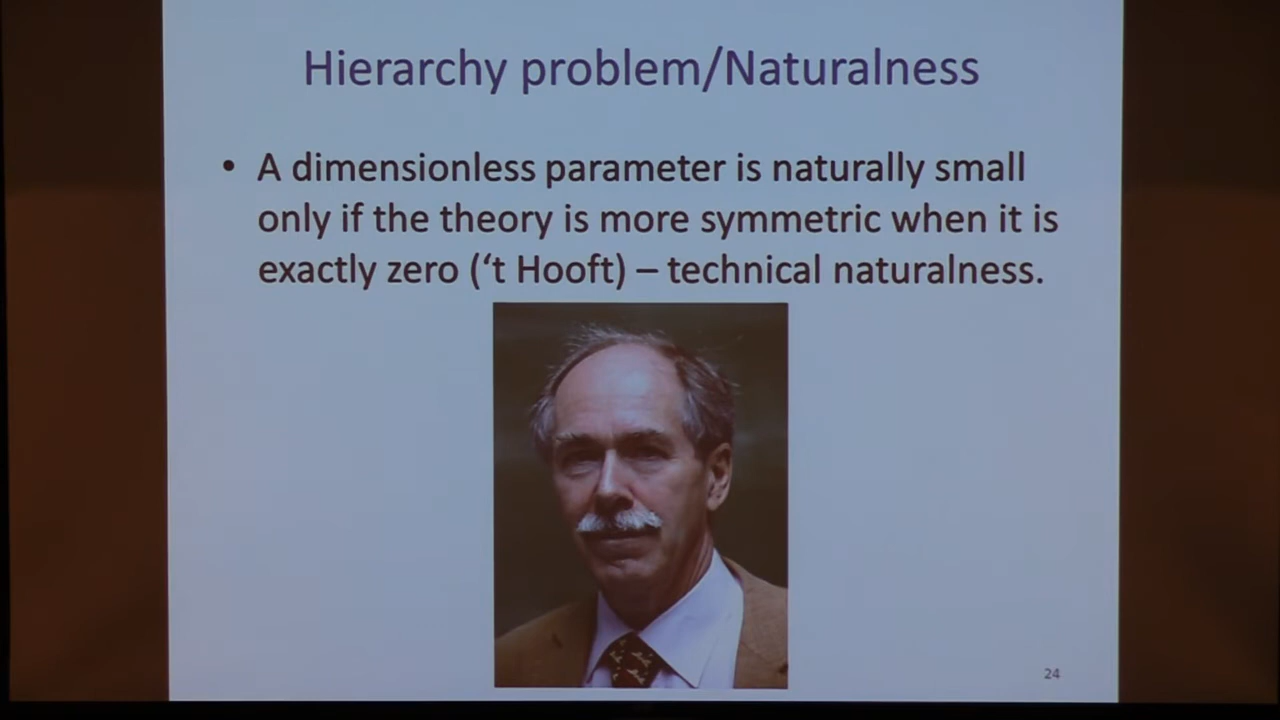 Hierarchy problem/Naturalness
• A dimensionless parameter is naturally small
only if the theory is more symmetric when it is
exactly zero (‘t Hooft) – technical naturalness.
24